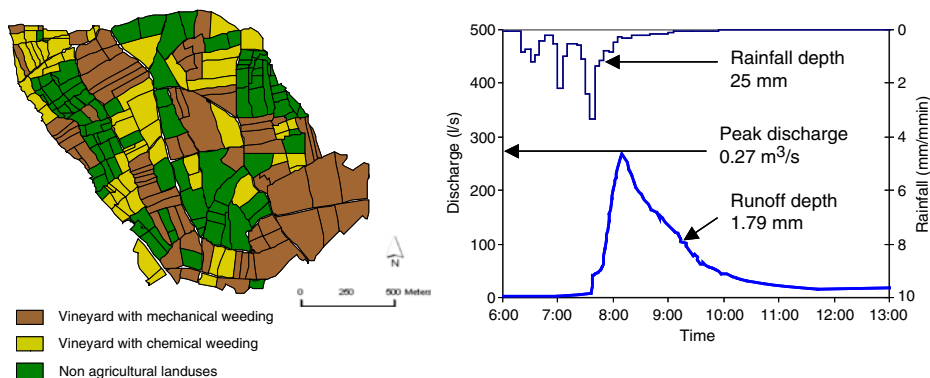 N
0 250 500 Meters
Vineyard with mechanical weeding
Vineyard with chemical weeding
Non agricultural landuses
Discharge (l/s)
500
400
300
200
100
0
Rainfall depth
25 mm
Peak discharge
0.27 m³/s
Runoff depth
1.79 mm
0
2
4
6
8
10
Rainfall (mm/mmin)
6:00 7:00 8:00 9:00 10:00 11:00 12:00 13:00
Time